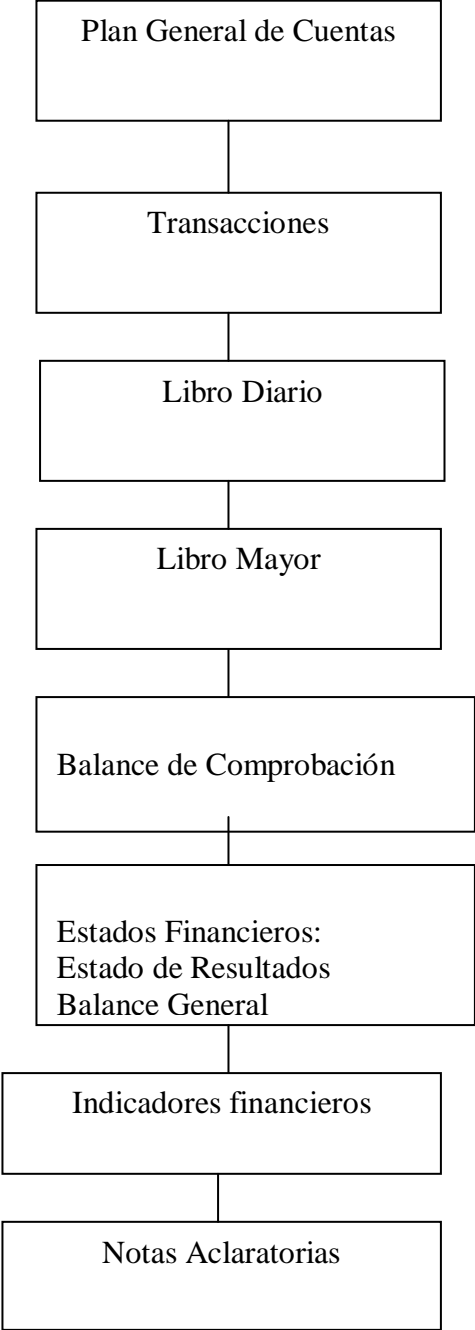 Plan General de Cuentas
Transacciones
Libro Diario
Libro Mayor
Balance de Comprobación
Estados Financieros:
Estado de Resultados
Balance General
Indicadores financieros
Notas Aclaratorias